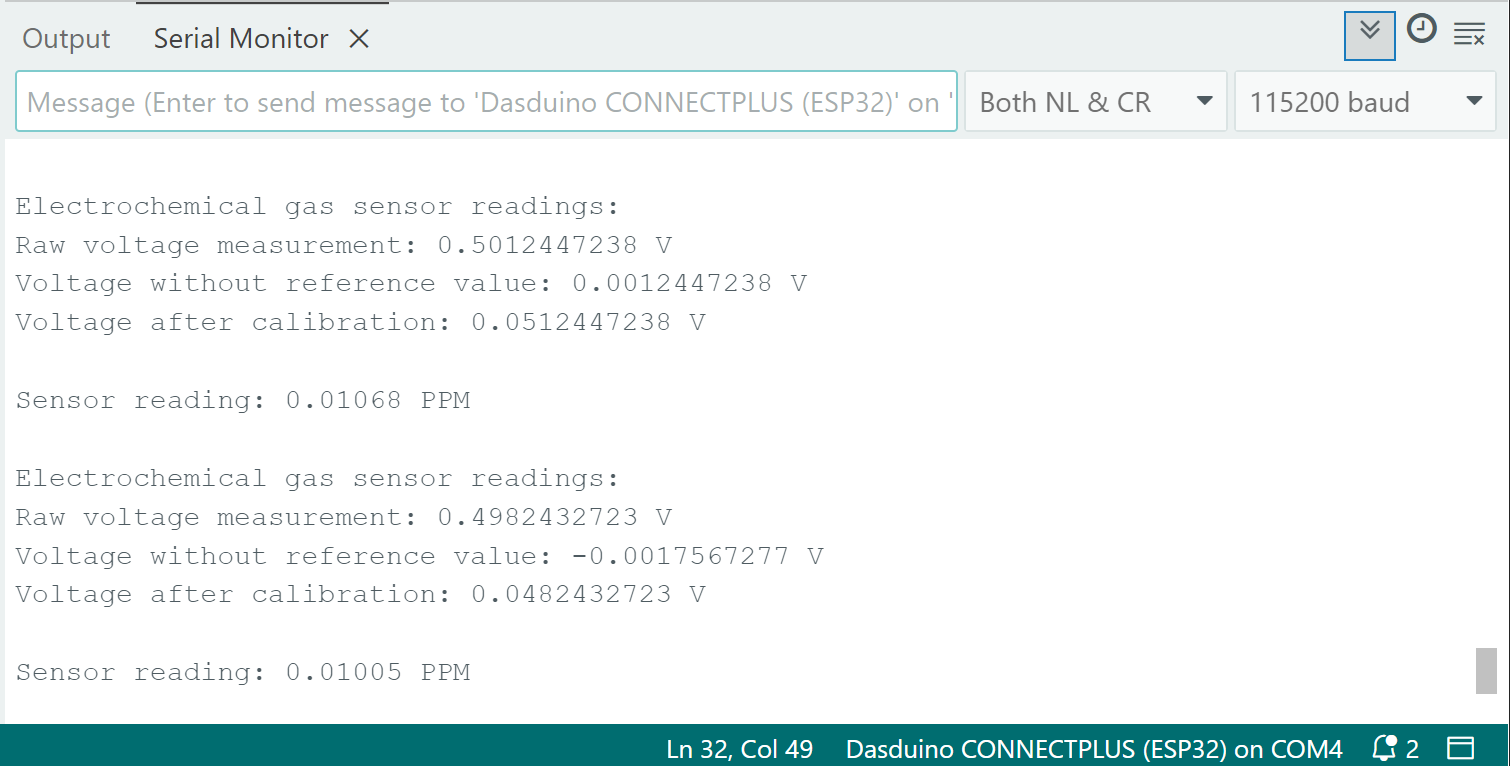 Output Serial Monitor
Message (Enter to send message to 'Dasduino CONNECTPLUS (ESP32)' on ' Both NL & CR 115200 baud
Electrochemical gas sensor readings:
Raw voltage measurement: 0.5012447238 V
Voltage without reference value: 0.0012447238 V
Voltage after calibration: 0.0512447238 V
Sensor reading: 0.01068 PPM
Electrochemical gas sensor readings:
Raw voltage measurement: 0.4982432723 V
Voltage without reference value: -0.0017567277 V
Voltage after calibration: 0.0482432723 V
Sensor reading: 0.01005 PPM
Ln 32, Col 49 Dasduino CONNECTPLUS (ESP32) on COM4 2